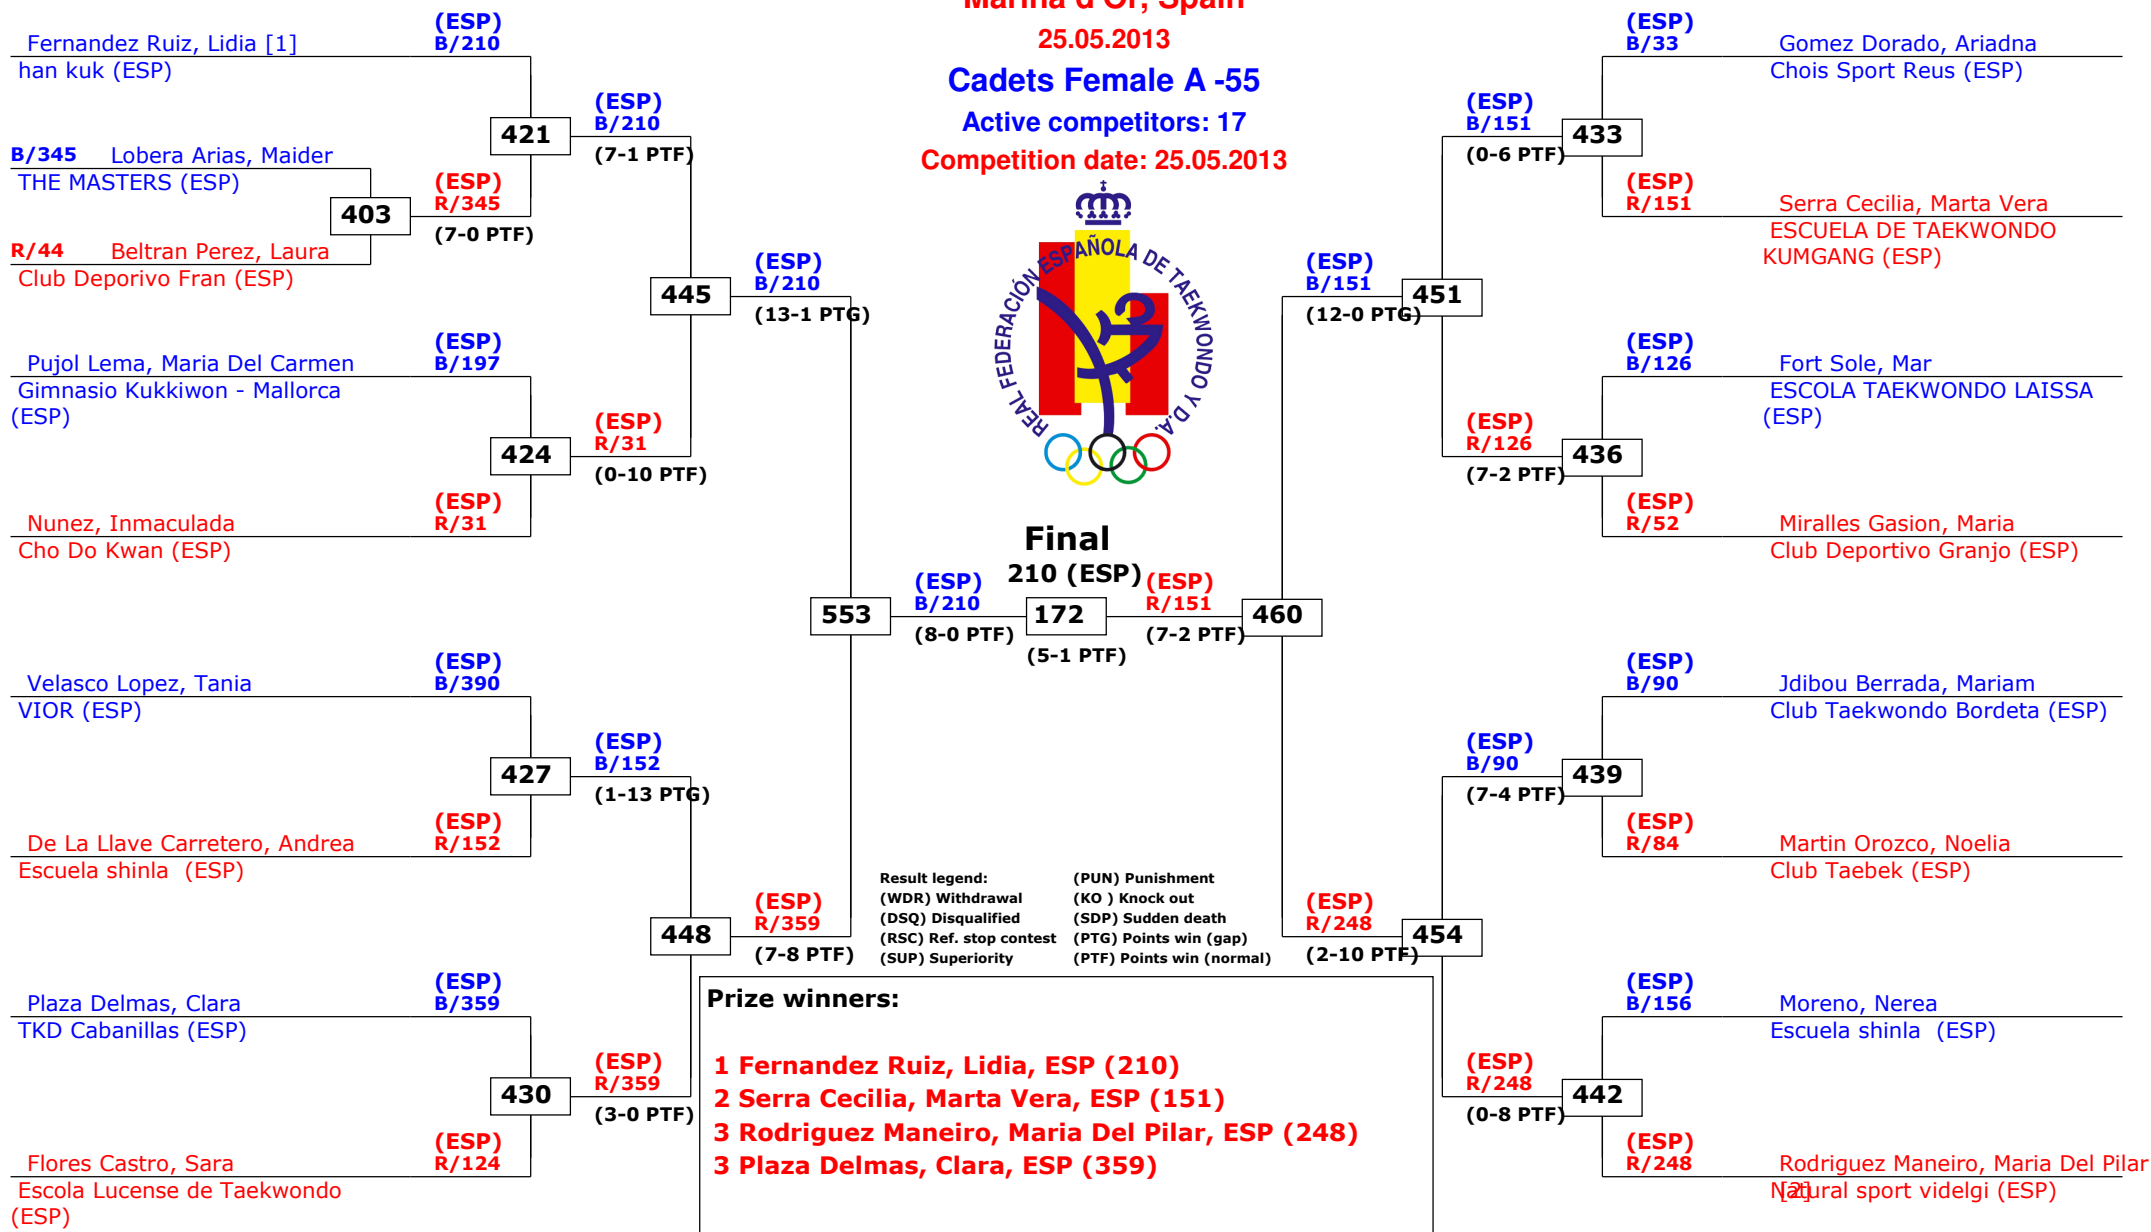 Marina d'Or, Spain
25.05.2013
Cadets Female A -55
Active competitors: 17
Competition date: 25.05.2013
REAL FEDERACIÓN ESPAÑOLA DE TAEKWONDO Y D.A.
(ESP)
Fernandez Ruiz, Lidia [1] B/210
han kuk (ESP)
(ESP)
421 B/210
(7-1 PTF)
B/345 Lobera Arias, Maider
THE MASTERS (ESP)
(ESP)
403 R/345
(7-0 PTF)
R/44 Beltran Perez, Laura
Club Deporivo Fran (ESP)
(ESP)
445 B/210
(13-1 PTG)
(ESP)
Pujol Lema, Maria Del Carmen B/197
Gimnasio Kukkiwon - Mallorca
(ESP)
(ESP)
424 R/31
(0-10 PTF)
(ESP)
Nunez, Inmaculada R/31
Cho Do Kwan (ESP)
Final
210 (ESP)
(ESP)
553 B/210
(8-0 PTF)
172
(5-1 PTF)
(ESP)
R/151 460
(7-2 PTF)
(ESP)
Velasco Lopez, Tania B/390
VIOR (ESP)
(ESP)
427 B/152
(1-13 PTG)
(ESP)
De La Llave Carretero, Andrea R/152
Escuela shinla (ESP)
(ESP)
448 R/359
(7-8 PTF)
(ESP)
Plaza Delmas, Clara B/359
TKD Cabanillas (ESP)
(ESP)
430 R/359
(3-0 PTF)
(ESP)
Flores Castro, Sara R/124
Escola Lucense de Taekwondo
(ESP)
(ESP)
B/33 Gomez Dorado, Ariadna
Chois Sport Reus (ESP)
(ESP)
B/151 433
(0-6 PTF)
(ESP)
R/151 Serra Cecilia, Marta Vera
ESCUELA DE TAEKWONDO
KUMGANG (ESP)
(ESP)
B/151 451
(12-0 PTG)
(ESP)
B/126 Fort Sole, Mar
ESCOLA TAEKWONDO LAISSA
(ESP)
(ESP)
R/126 436
(7-2 PTF)
(ESP)
R/52 Miralles Gasion, Maria
Club Deportivo Granjo (ESP)
(ESP)
B/90 Jdibou Berrada, Mariam
Club Taekwondo Bordeta (ESP)
(ESP)
B/90 439
(7-4 PTF)
(ESP)
R/84 Martin Orozco, Noelia
Club Taebek (ESP)
(ESP)
R/248 454
(2-10 PTF)
(ESP)
B/156 Moreno, Nerea
Escuela shinla (ESP)
(ESP)
R/248 442
(0-8 PTF)
(ESP)
R/248 Rodriguez Maneiro, Maria Del Pilar
[2]
Natural sport videlgi (ESP)
Result legend: (PUN) Punishment
(WDR) Withdrawal (KO ) Knock out
(DSQ) Disqualified (SDP) Sudden death
(RSC) Ref. stop contest (PTG) Points win (gap)
(SUP) Superiority (PTF) Points win (normal)
Prize winners:
1 Fernandez Ruiz, Lidia, ESP (210)
2 Serra Cecilia, Marta Vera, ESP (151)
3 Rodriguez Maneiro, Maria Del Pilar, ESP (248)
3 Plaza Delmas, Clara, ESP (359)